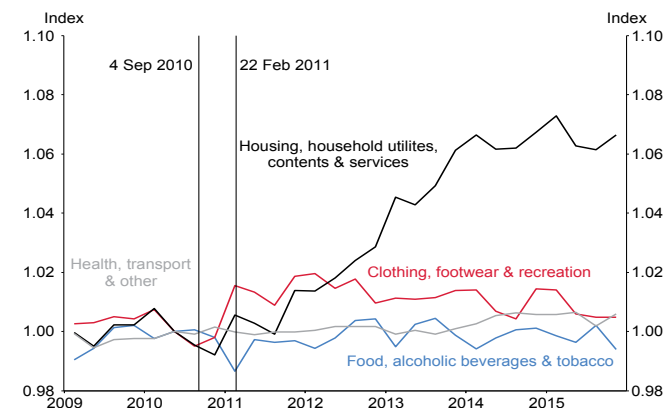 Index
Index
1.10
1.10
4 Sep 2010
22 Feb 2011
1.08
1.08
Housing, household utilites,
contents & services
1.06
1.06
1.04
1.04
Health, transport
& other
Clothing, footwear & recreation
1.02
1.02
1.00
1.00
Food, alcoholic beverages & tobacco
0.98
0.98
2009
2010
2011
2012
2013
2014
2015